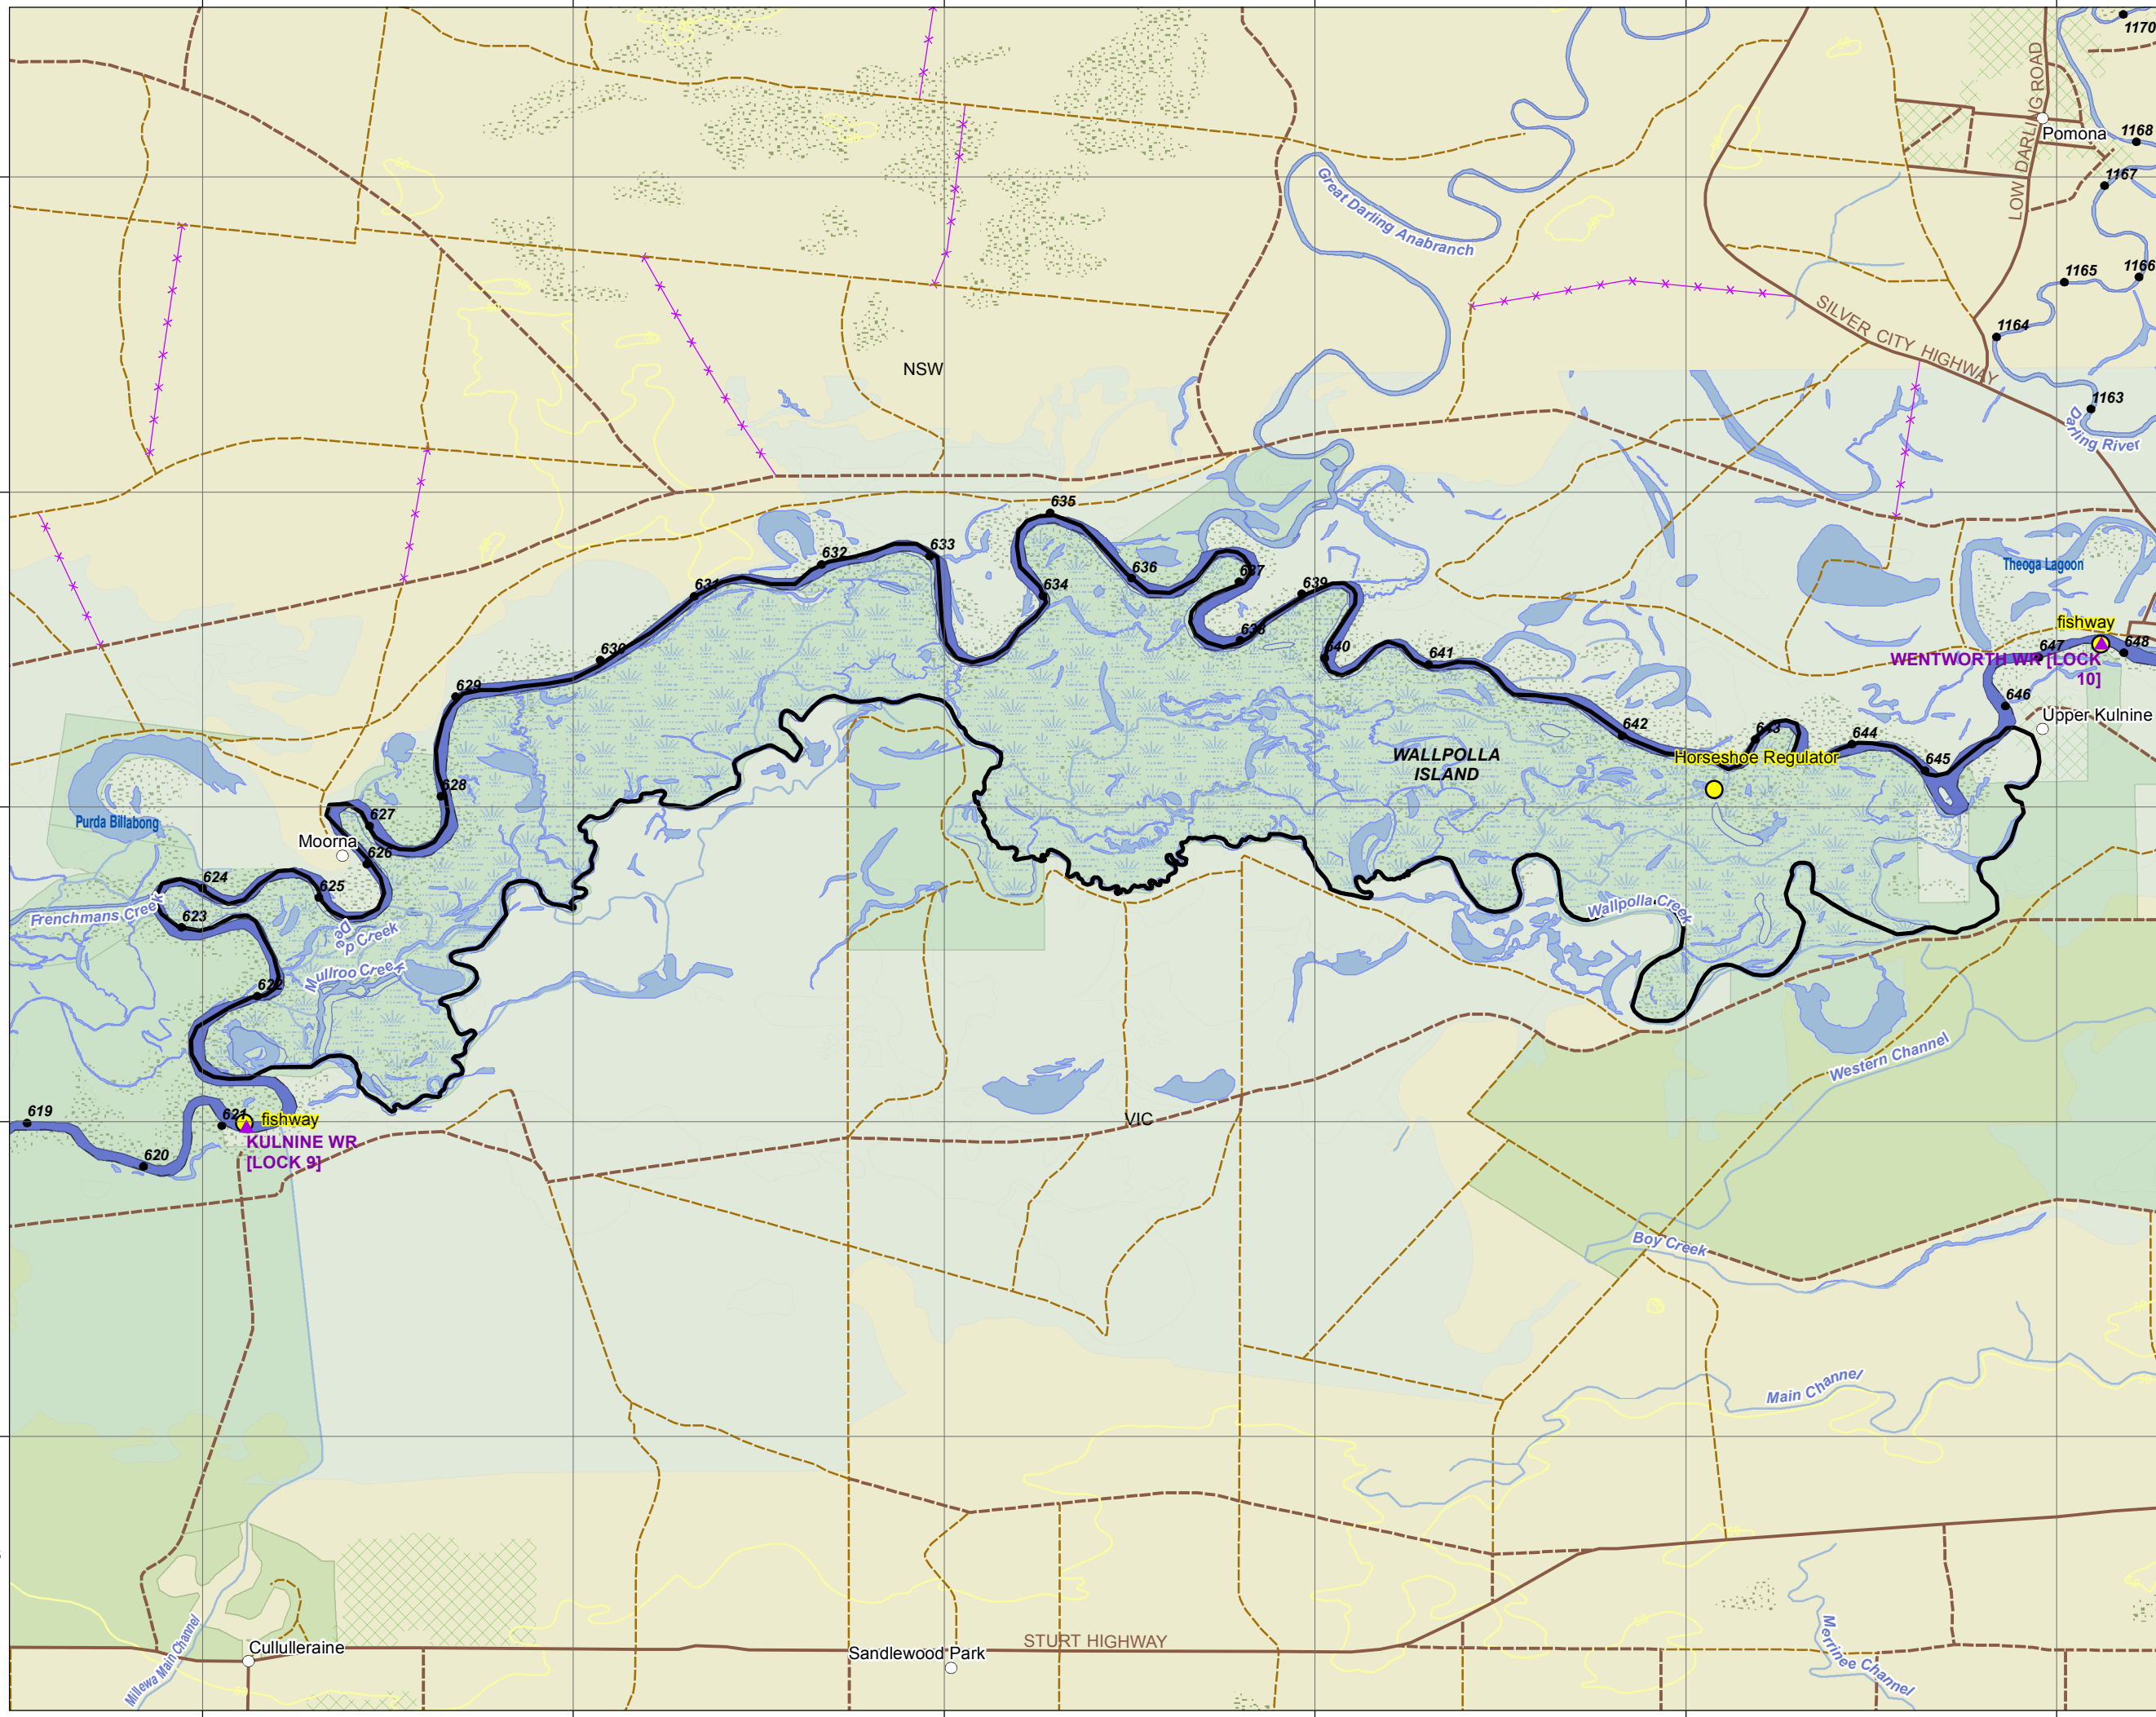 1170
LOW DARLING ROAD
Pomona
1168
1167
Great Darling Anabranch
1166
1165
SILVER CITY HIGHWAY
1164
NSW
1163
Darling River
635
633
632
636
637
639
631
634
Theoga Lagoon
fishway
638
630
640
641
647
648
WENTWORTH WR [LOCK
10]
629
646
Upper Kulnine
642
643
644
WALLPOLLA
ISLAND
Horseshoe Regulator
645
628
627
Purda Billabong
Moorna
626
624
625
Frenchmans Creek
623
Wallpolla Creek
Deep Creek
Mullroo Creek
622
Western Channel
619
621
fishway
VIC
KULNINE WR
[LOCK 9]
620
Boy Creek
Main Channel
Millewa Main Channel
Cullulleraine
Sandlewood Park
STURT HIGHWAY
Merrinee Channel